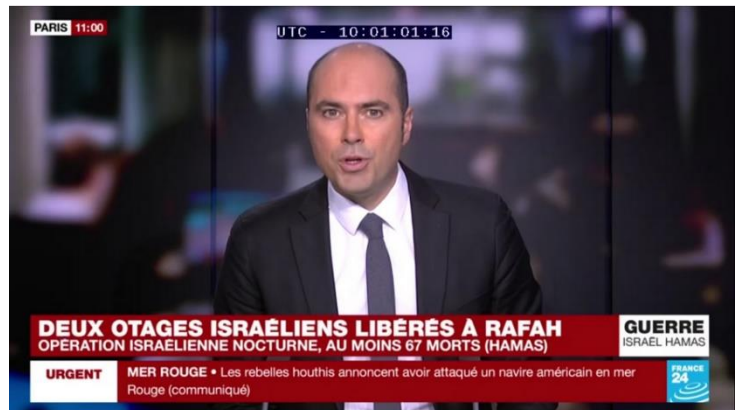 PARIS 11:00
UTC - 10:01:01:16
DEUX OTAGES ISRAÉLIENS LIBÉRÉS À RAFAH
OPÉRATION ISRAÉLIENNE NOCTURNE, AU MOINS 67 MORTS (HAMAS)
GUERRE
ISRAËL HAMAS
URGENT
MER ROUGE • Les rebelles houthis annoncent avoir attaqué un navire américain en mer
Rouge (communiqué)
FRANCE
24